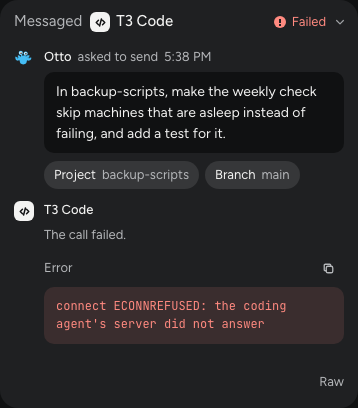 Messaged T3 Code Failed
Otto asked to send 5:38 PM
In backup-scripts, make the weekly check
skip machines that are asleep instead of
failing, and add a test for it.
Project backup-scripts Branch main
T3 Code
The call failed.
Error
connect ECONNREFUSED: the coding
agent's server did not answer
Raw